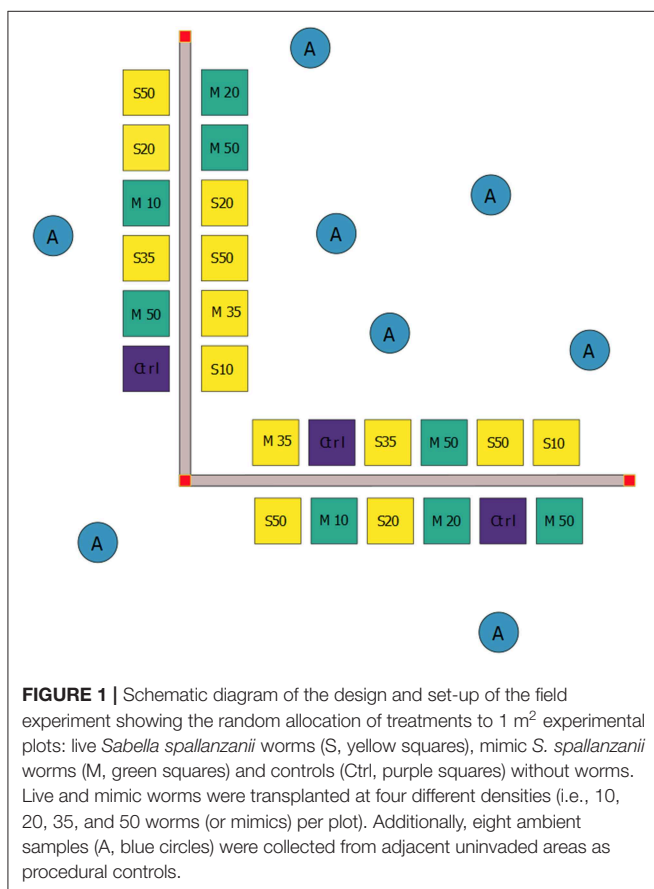 A
S50 M 20
S20 M 50
A
M 10 S20
A A
S35 S50
M 50 M 35
A A
Ctrl S10
M 35 Ctrl S35 M 50 S50 S10
S50 M 10 S20 M 20 Ctrl M 50
A
A
FIGURE 1 | Schematic diagram of the design and set-up of the field
experiment showing the random allocation of treatments to 1 m² experimental
plots: live Sabella spallanzanii worms (S, yellow squares), mimic S. spallanzanii
worms (M, green squares) and controls (Ctrl, purple squares) without worms.
Live and mimic worms were transplanted at four different densities (i.e., 10,
20, 35, and 50 worms (or mimics) per plot). Additionally, eight ambient
samples (A, blue circles) were collected from adjacent uninvaded areas as
procedural controls.